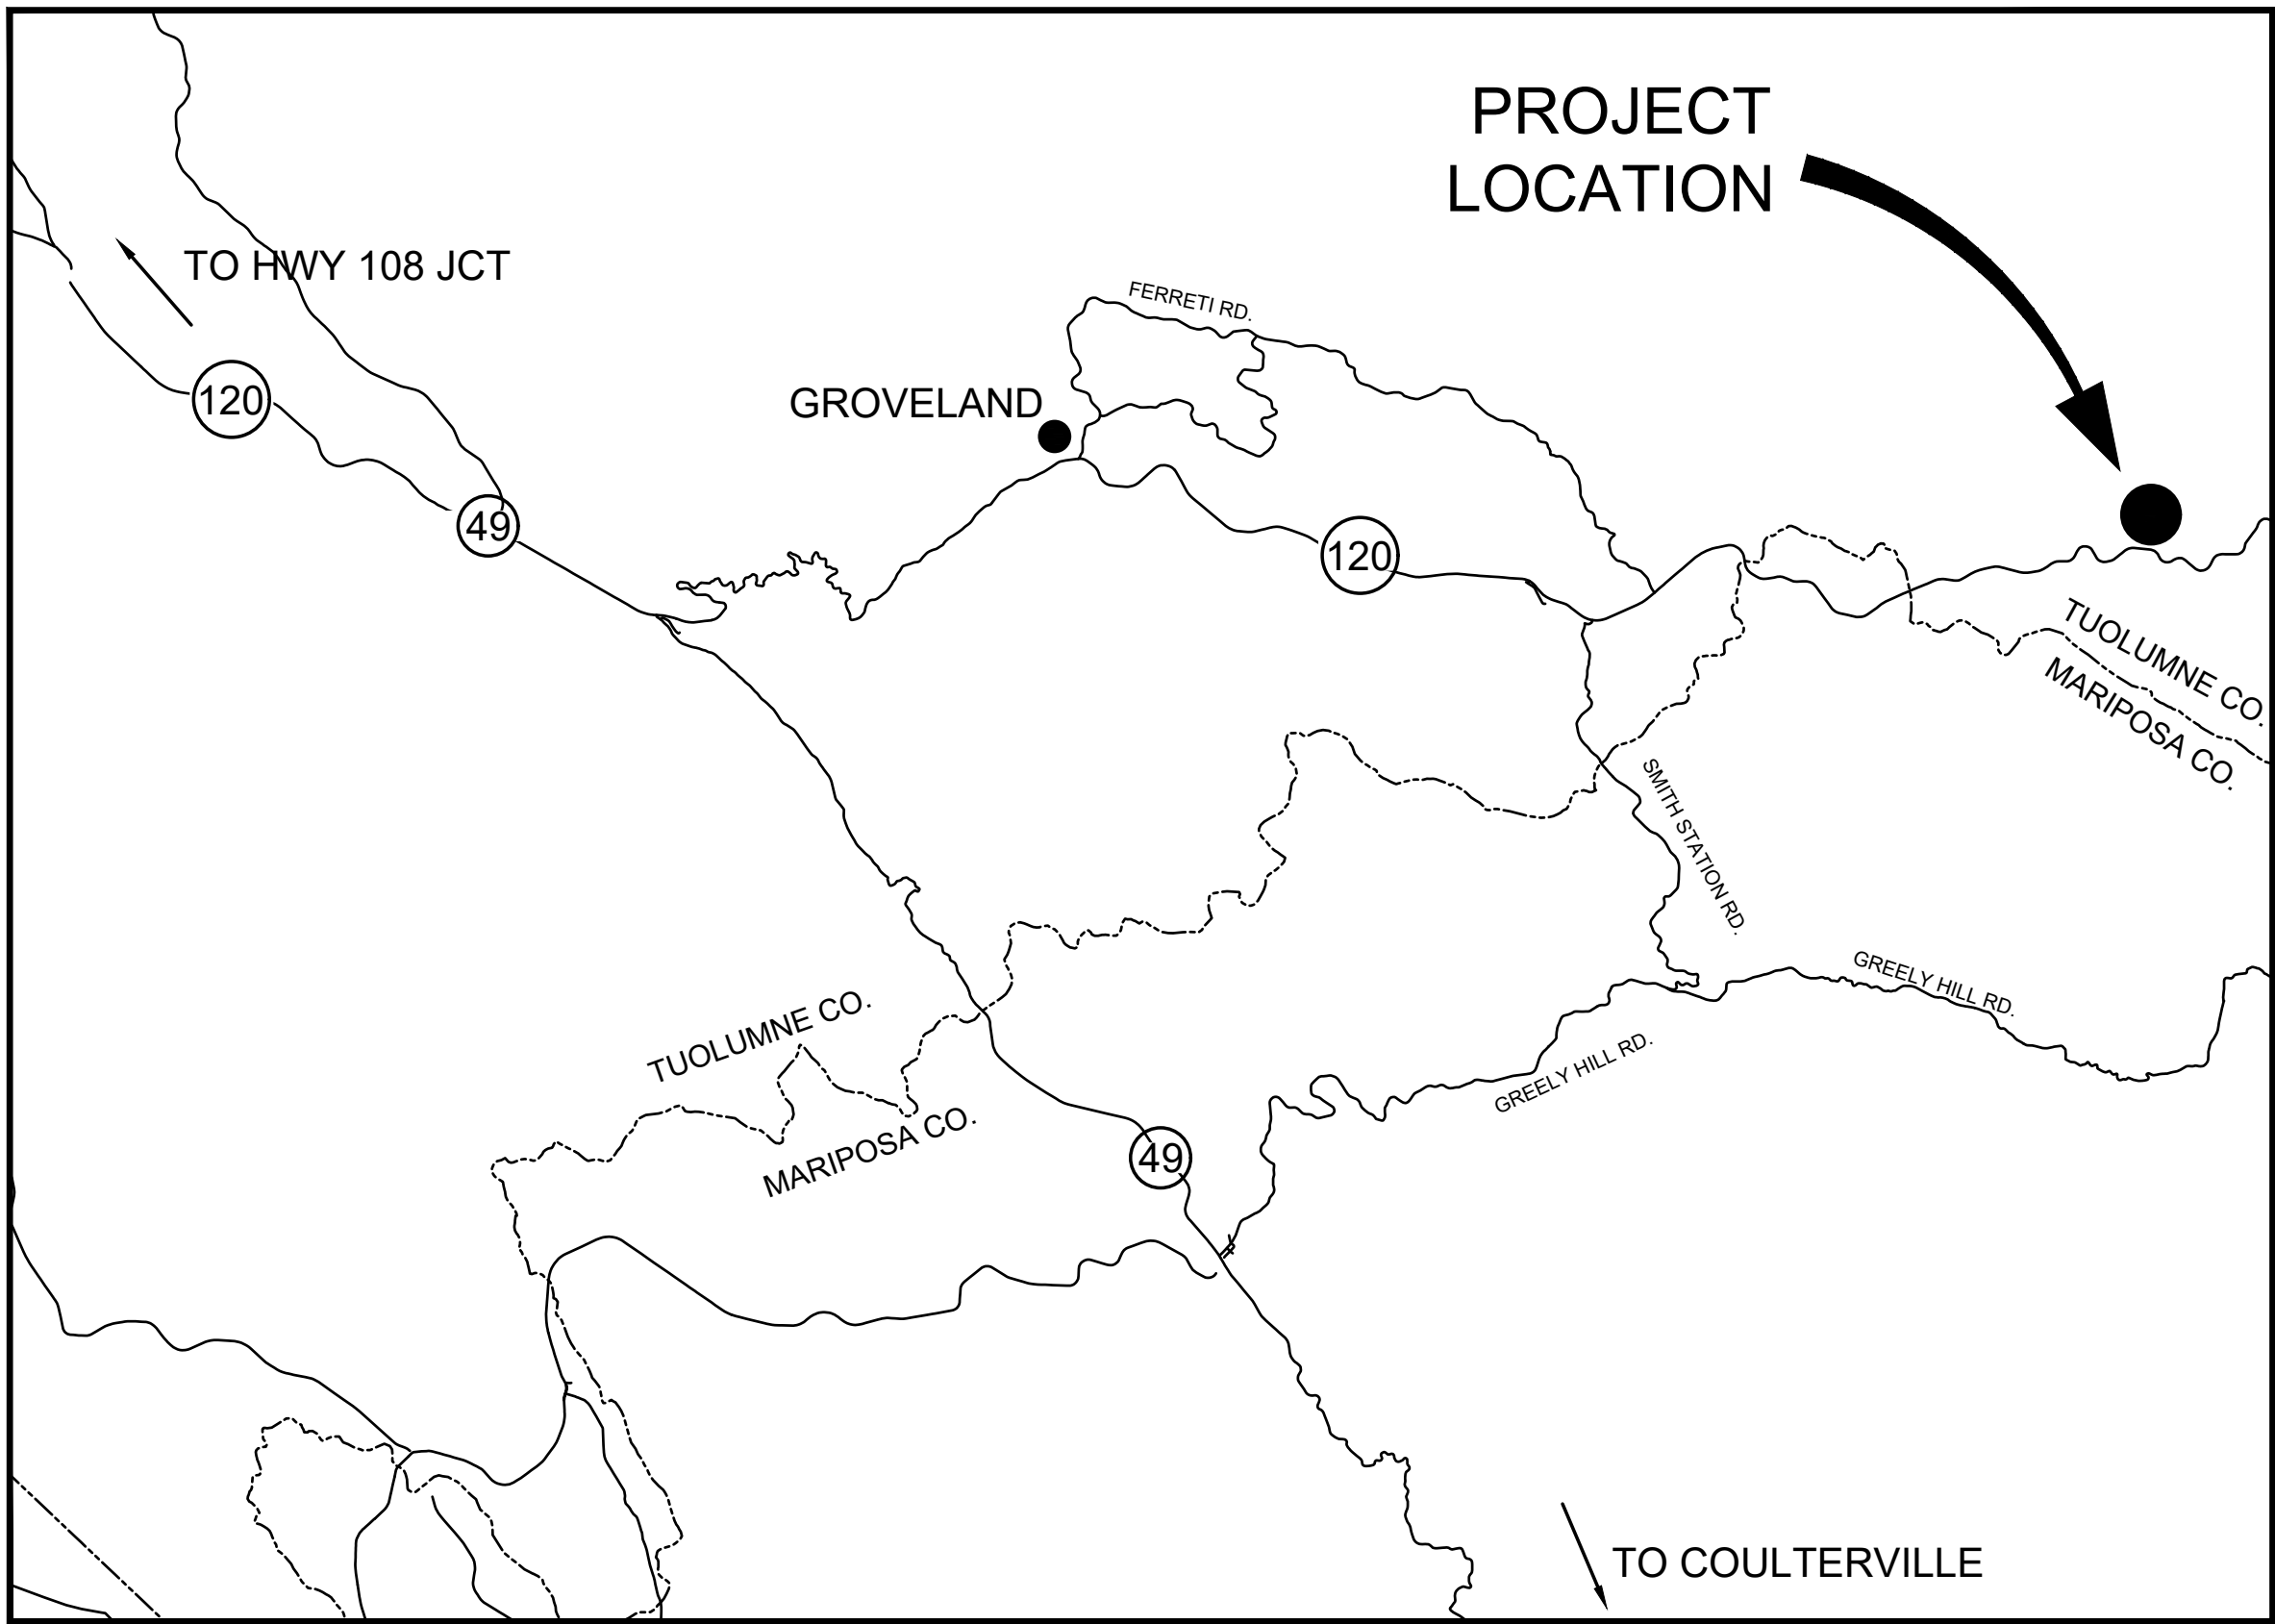 PROJECT
LOCATION
TO HWY 108 JCT
FERRETI RD.
120
GROVELAND
49
120
TUOLUMNE CO.
MARIPOSA CO.
SMITH STATION RD.
GREELY HILL RD.
TUOLUMNE CO.
GREELY HILL RD.
MARIPOSA CO.
49
TO COULTERVILLE